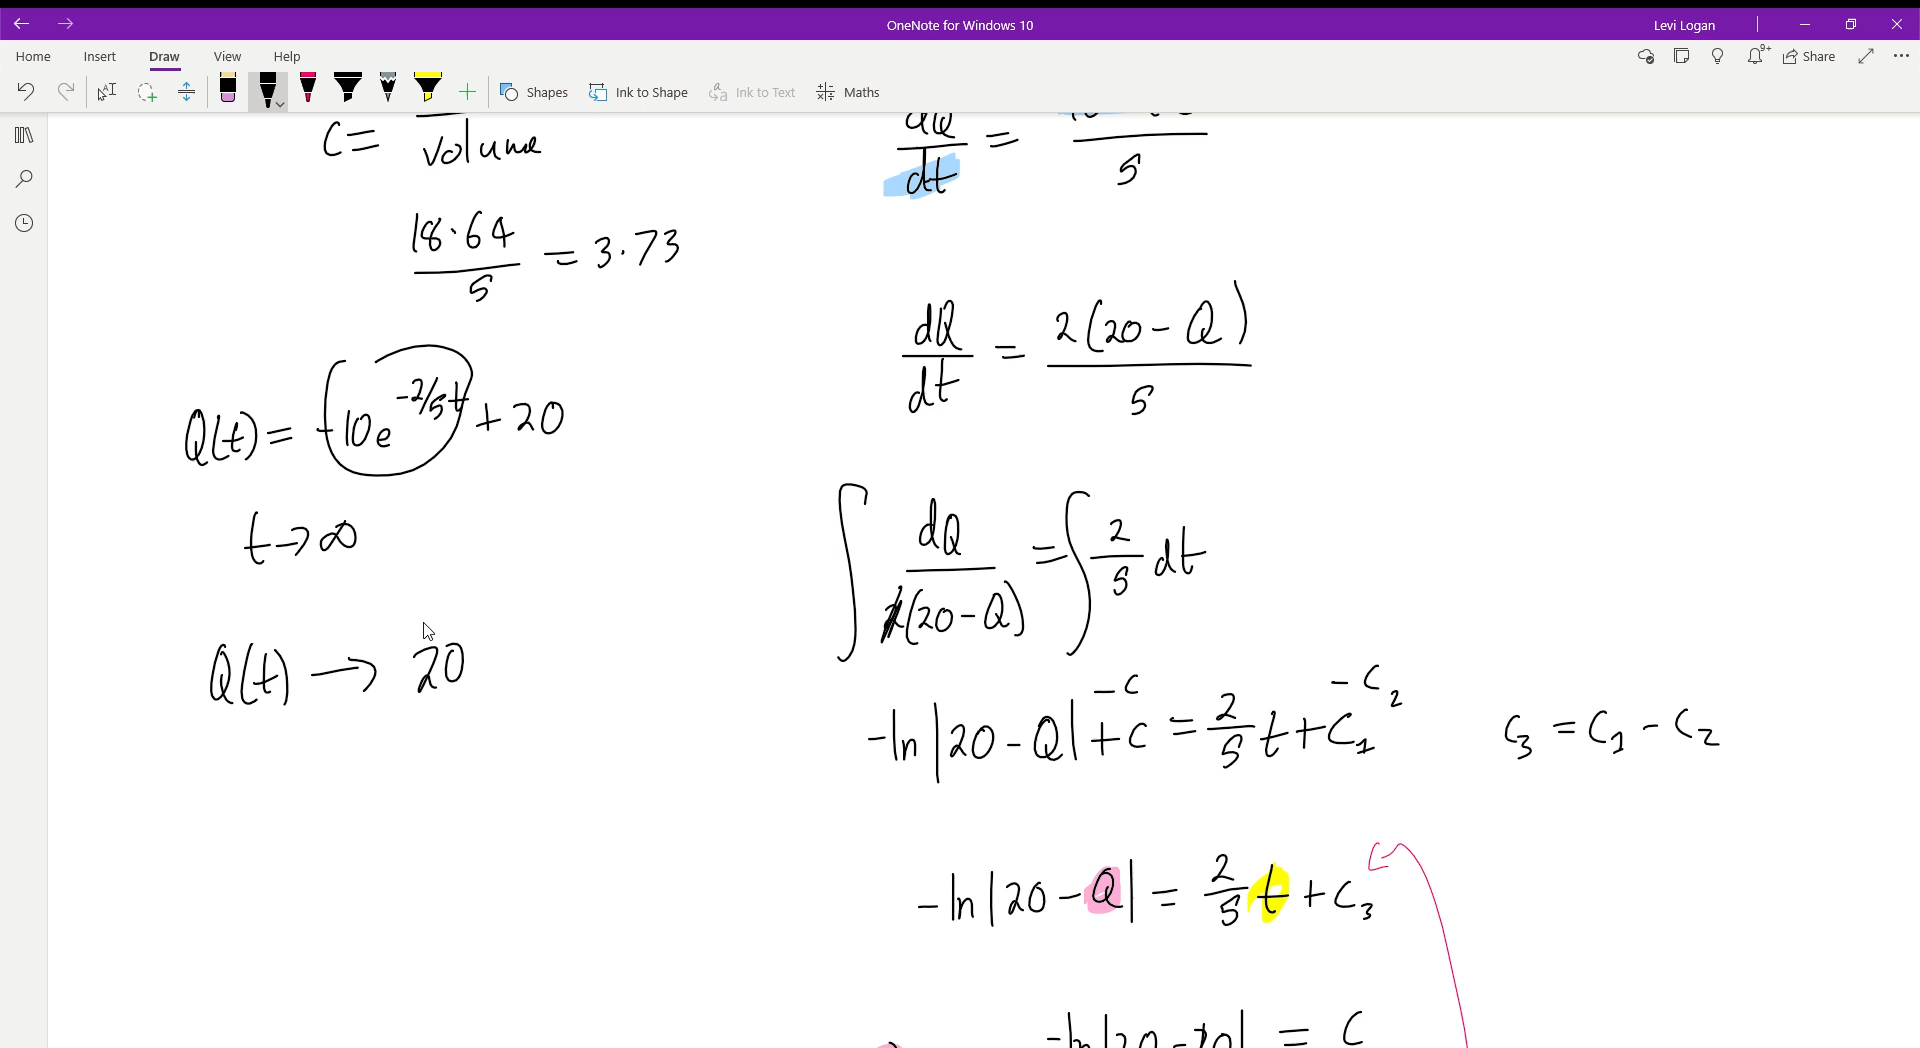 OneNote for Windows 10
Levi Logan
Home Insert Draw View Help
9+ Share
Shapes Ink to Shape Ink to Text Maths
C = volume
18.64/5 = 3.73
Q(t) = -10e^(-2/5 t) + 20
t → ∞
Q(t) → 20
dQ/dt = /5
dQ/dt = 2(20 - Q)/5
∫ dQ/(20 - Q) = ∫ 2/5 dt
- C - C₂
-ln|20 - Q| + C = 2/5 t + C₁
C₃ = C₁ - C₂
-ln|20 - Q| = 2/5 t + C₃
= C